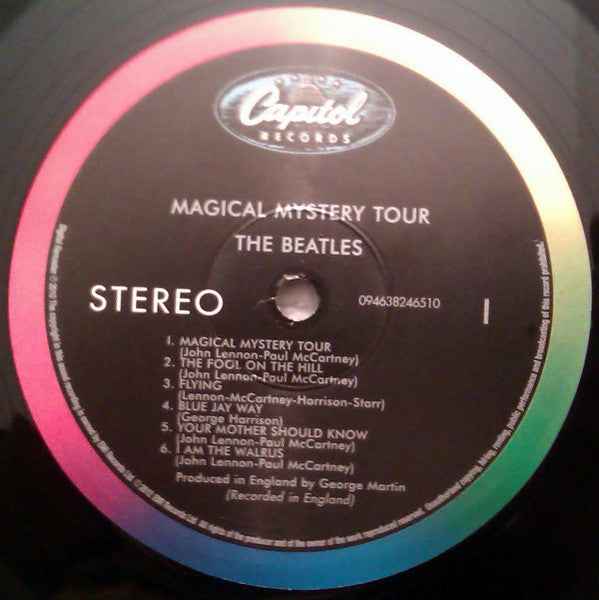 Capitol
RECORDS
MAGICAL MYSTERY TOUR
THE BEATLES
STEREO
094638246510
1
1. MAGICAL MYSTERY TOUR
(John Lennon-Paul McCartney)
2. THE FOOL ON THE HILL
(John Lennon-Paul McCartney)
3. FLYING
(Lennon-McCartney-Harrison-Starr)
4. BLUE JAY WAY
(George Harrison)
5. YOUR MOTHER SHOULD KNOW
(John Lennon-Paul McCartney)
6. I AM THE WALRUS
(John Lennon-Paul McCartney)
Produced in England by George Martin
(Recorded in England)